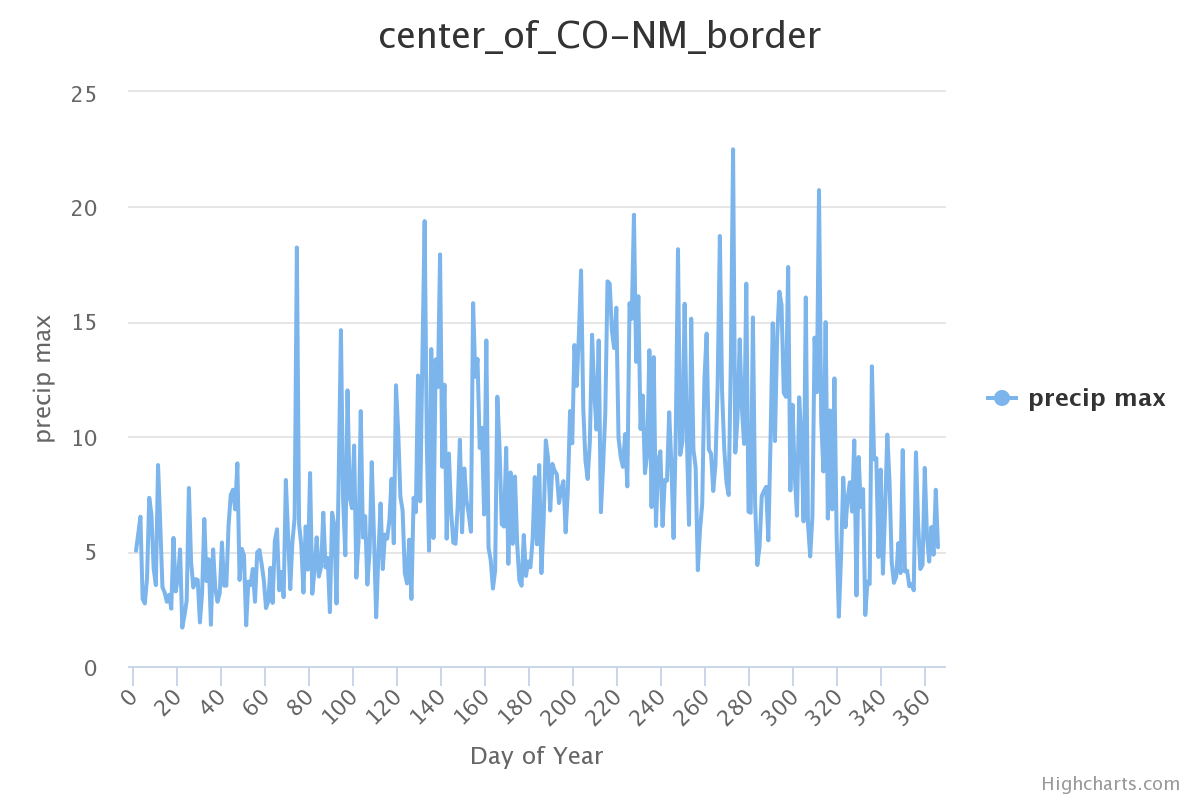 center_of_CO-NM_border
25
20
15
10
5
0
precip max
0 20 40 60 80 100 120 140 160 180 200 220 240 260 280 300 320 340 360
Day of Year
precip max
Highcharts.com